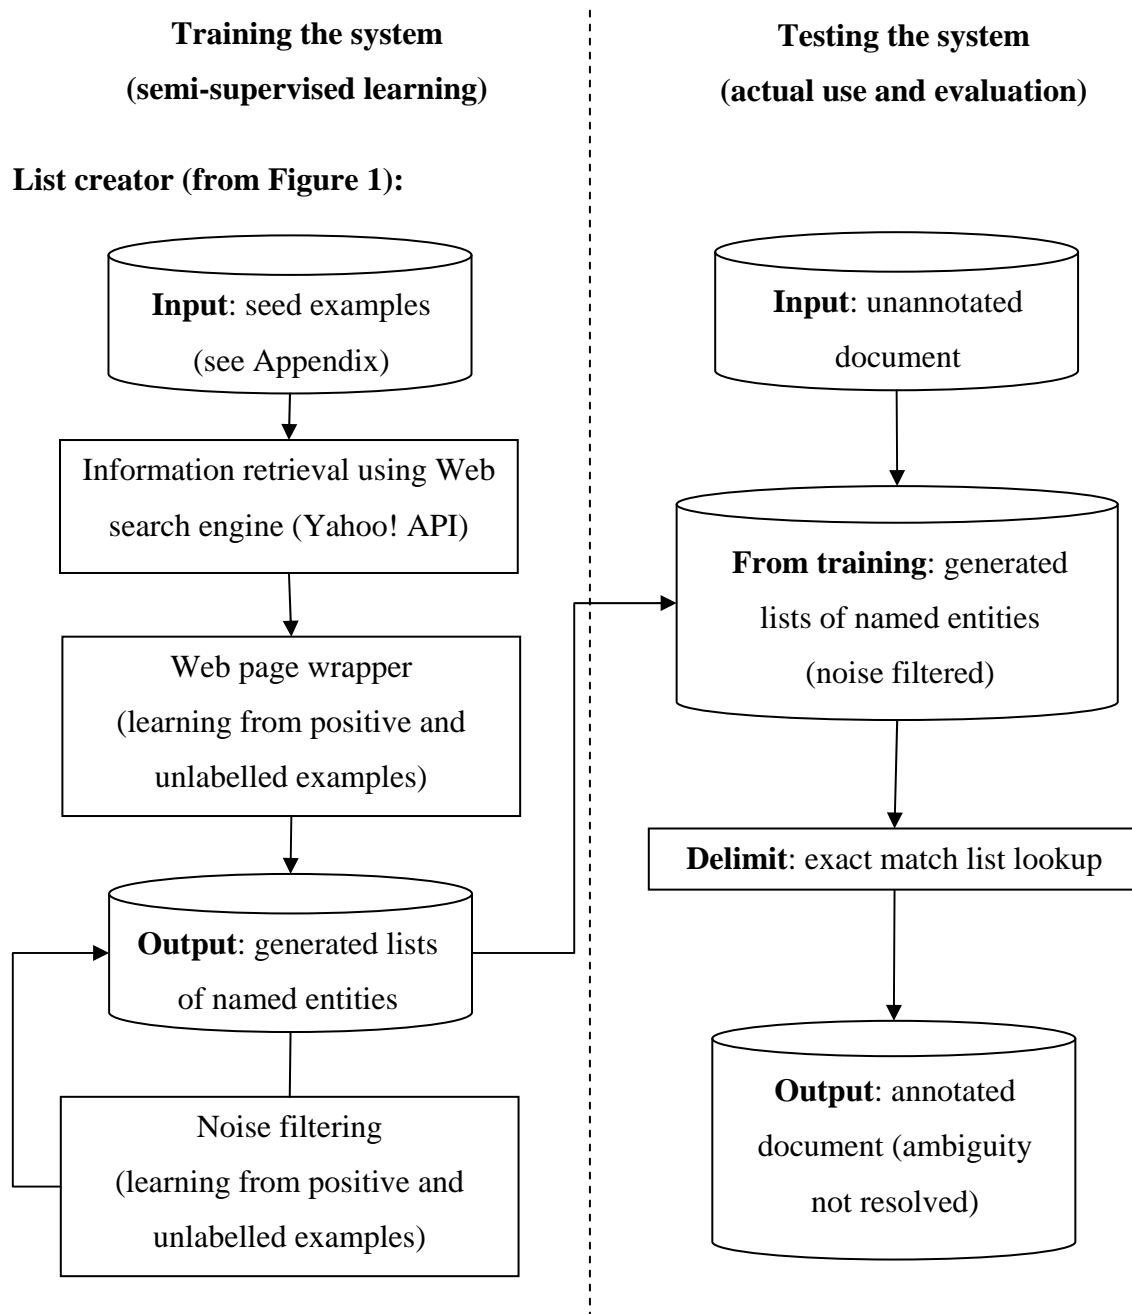 Training the system
(semi-supervised learning)
List creator (from Figure 1):
Input: seed examples
(see Appendix)
Information retrieval using Web
search engine (Yahoo! API)
Web page wrapper
(learning from positive and
unlabelled examples)
Output: generated lists
of named entities
Noise filtering
(learning from positive and
unlabelled examples)
Testing the system
(actual use and evaluation)
Input: unannotated
document
From training: generated
lists of named entities
(noise filtered)
Delimit: exact match list lookup
Output: annotated
document (ambiguity
not resolved)